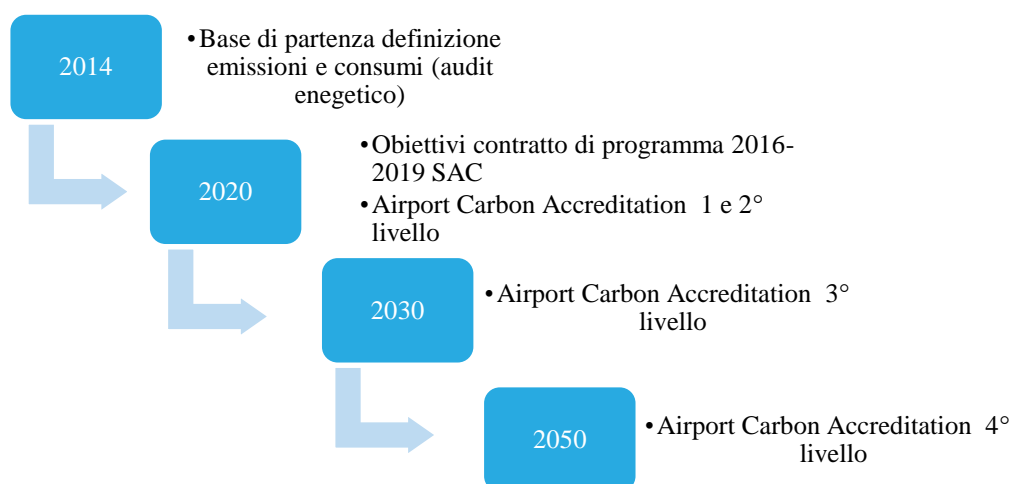 2014
•Base di partenza definizione
emissioni e consumi (audit
enegetico)
2020
•Obiettivi contratto di programma 2016-
2019 SAC
•Airport Carbon Accreditation 1 e 2°
livello
2030
•Airport Carbon Accreditation 3°
livello
2050
•Airport Carbon Accreditation 4°
livello